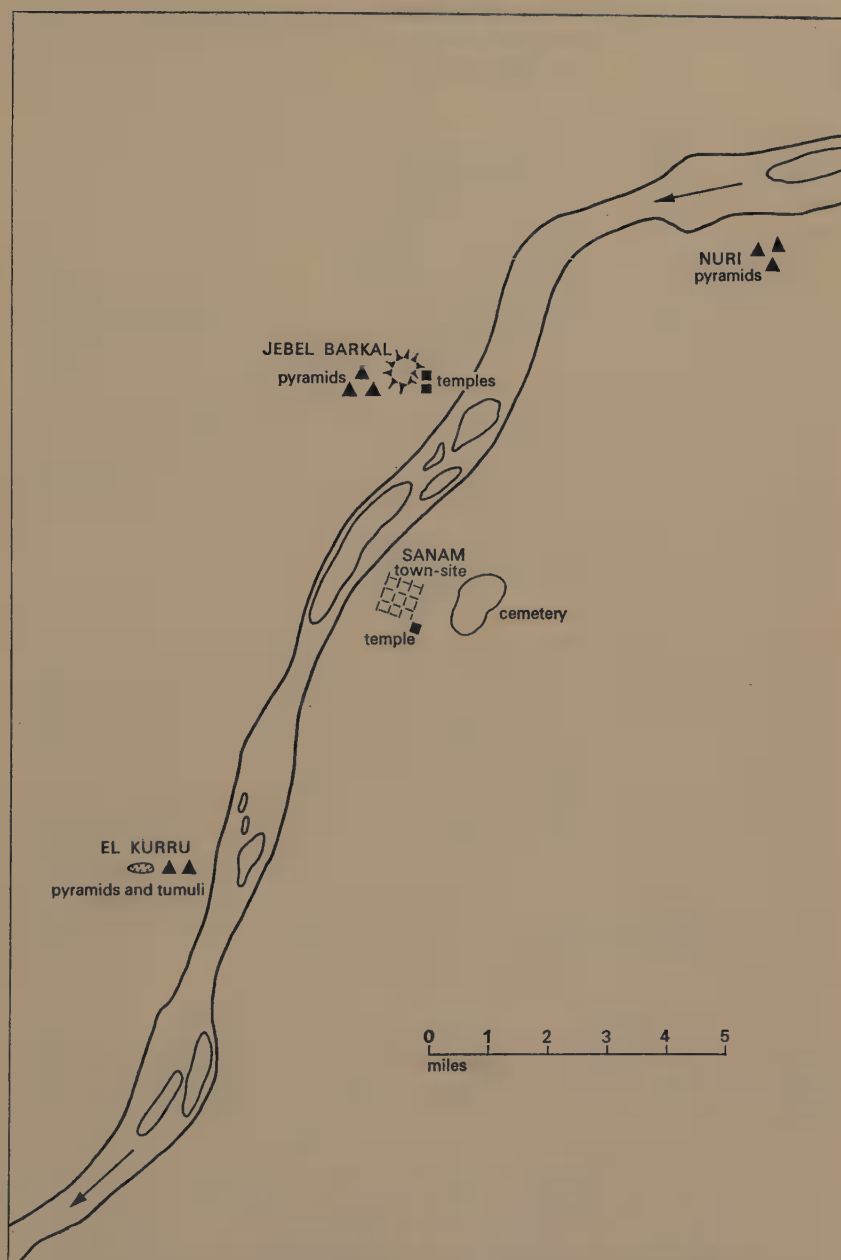 NURI
pyramids
JEBEL BARKAL
pyramids
temples
SANAM
town-site
cemetery
temple
EL KURRU
pyramids and tumuli
0 1 2 3 4 5
miles